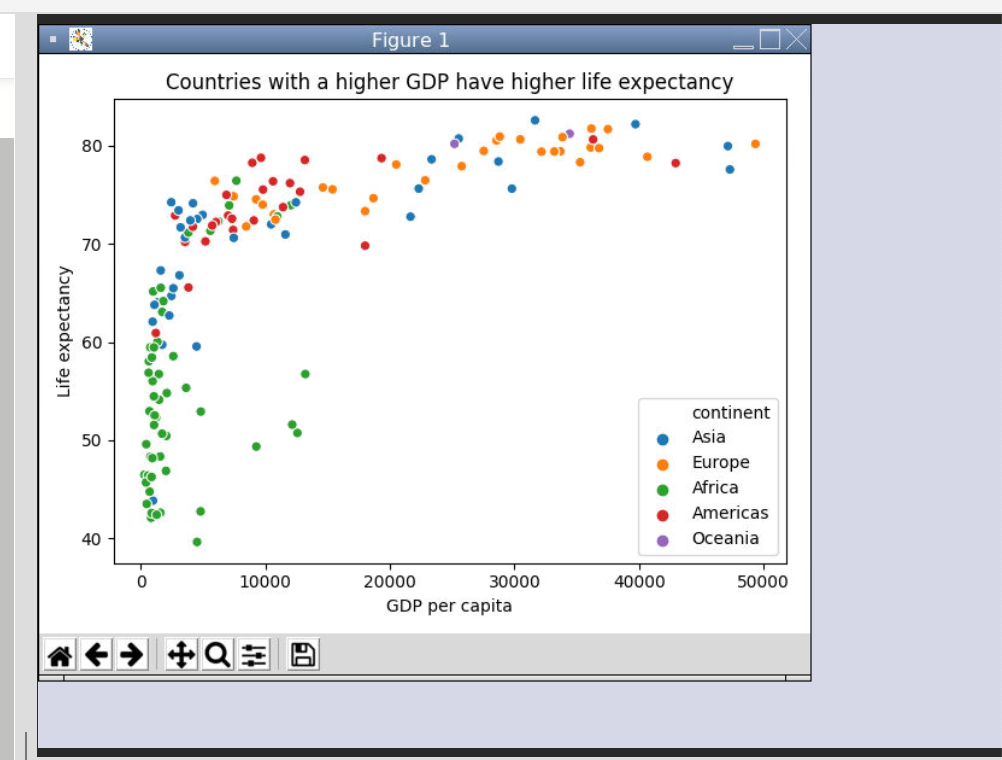 Figure 1
Countries with a higher GDP have higher life expectancy
80
70
60
50
40
Life expectancy
continent
Asia
Europe
Africa
Americas
Oceania
0 10000 20000 30000 40000 50000
GDP per capita